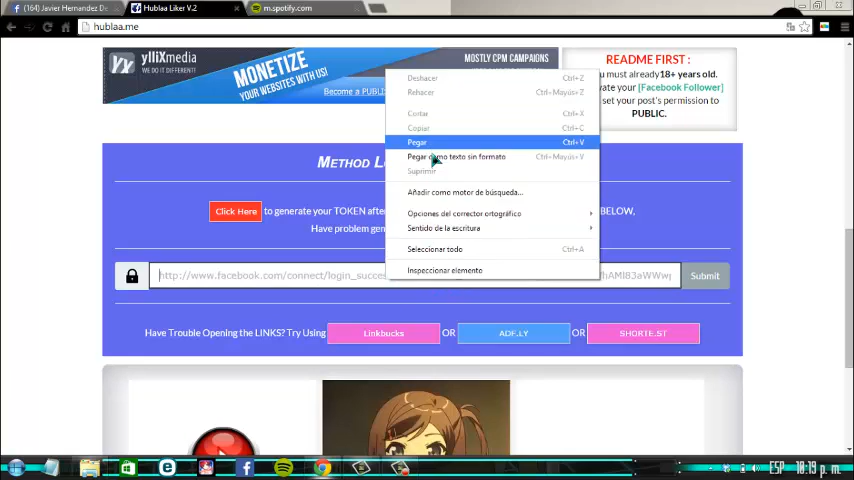 (164) Javier Hernandez De
Hublaa Liker V.2
m.spotify.com
hublaa.me
yllixmedia
WE DO IT DIFFERENT!
MONETIZE
YOUR WEBSITES WITH US!
MOSTLY CPM CAMPAIGNS
Become a PUBLI
README FIRST :
u must already 18+ years old.
vate your [Facebook Follower]
set your post's permission to
PUBLIC.
Deshacer Ctrl+Z
Rehacer Ctrl+Mayús+Z
Cortar Ctrl+X
Copiar Ctrl+C
Pegar Ctrl+V
Pegar como texto sin formato Ctrl+Mayús+V
Suprimir
Añadir como motor de búsqueda...
Opciones del corrector ortográfico
Sentido de la escritura
Seleccionar todo Ctrl+A
Inspeccionar elemento
METHOD L
Click Here to generate your TOKEN after BELOW,
Have problem gen
http://www.facebook.com/connect/login_succes
Submit
Have Trouble Opening the LINKS? Try Using Linkbucks OR ADF.LY OR SHORTE.ST
ESP 10:19 p. m.